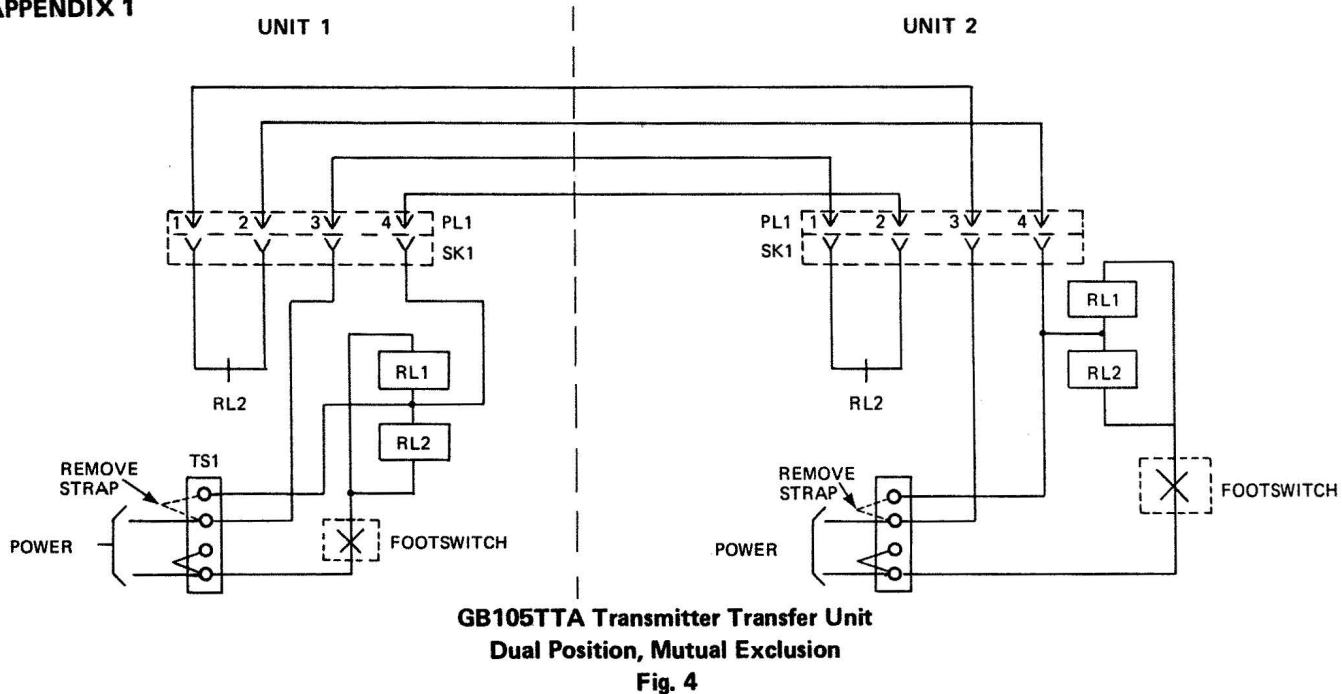 APPENDIX 1
UNIT 1
UNIT 2
1 2 3 4 PL1
SK1
PL1 1 2 3 4
SK1
RL1
RL2
RL2
RL1
RL2
RL2
TS1
REMOVE
STRAP
POWER
FOOTSWITCH
REMOVE
STRAP
POWER
FOOTSWITCH
GB105TTA Transmitter Transfer Unit
Dual Position, Mutual Exclusion
Fig. 4